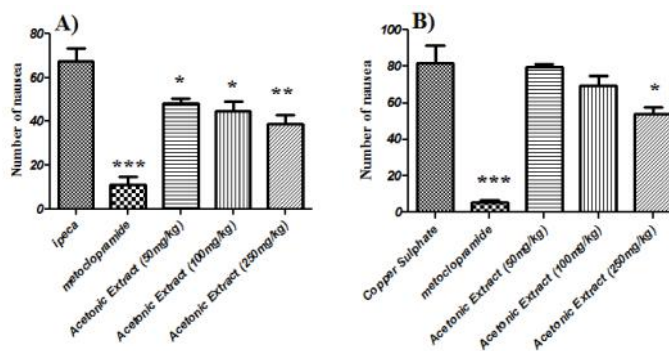 A)
Number of nausea
80
60
40
20
0
***
*
*
**
ipeca
metoclopramide
Acetonic Extract (50mg/kg)
Acetonic Extract (100mg/kg)
Acetonic Extract (250mg/kg)
B)
Number of nausea
100
80
60
40
20
0
***
*
Copper Sulphate
metoclopramide
Acetonic Extract (50mg/kg)
Acetonic Extract (100mg/kg)
Acetonic Extract (250mg/kg)